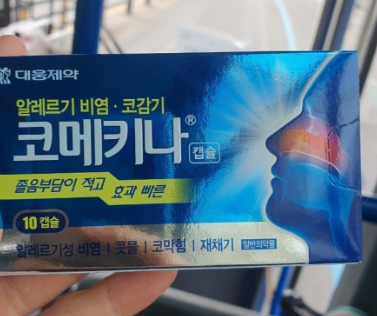 대웅제약
알레르기 비염 · 코감기
코메키나® 캡슐
졸음부담이 적고 효과 빠른
10 캡슐
알레르기성 비염 | 콧물 | 코막힘 | 재채기 일반의약품